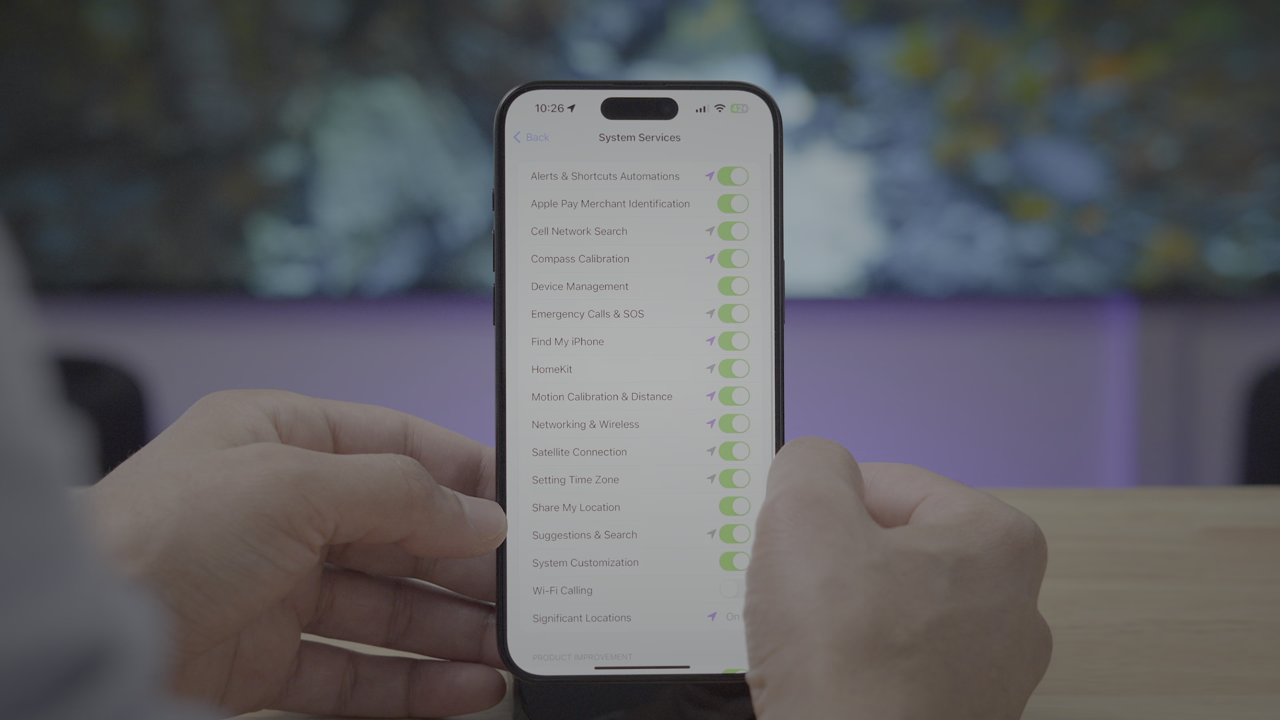 10:26
Back
System Services
Alerts & Shortcuts Automations
Apple Pay Merchant Identification
Cell Network Search
Compass Calibration
Device Management
Emergency Calls & SOS
Find My iPhone
HomeKit
Motion Calibration & Distance
Networking & Wireless
Satellite Connection
Setting Time Zone
Share My Location
Suggestions & Search
System Customization
Wi-Fi Calling
Significant Locations On
PRODUCT IMPROVEMENT